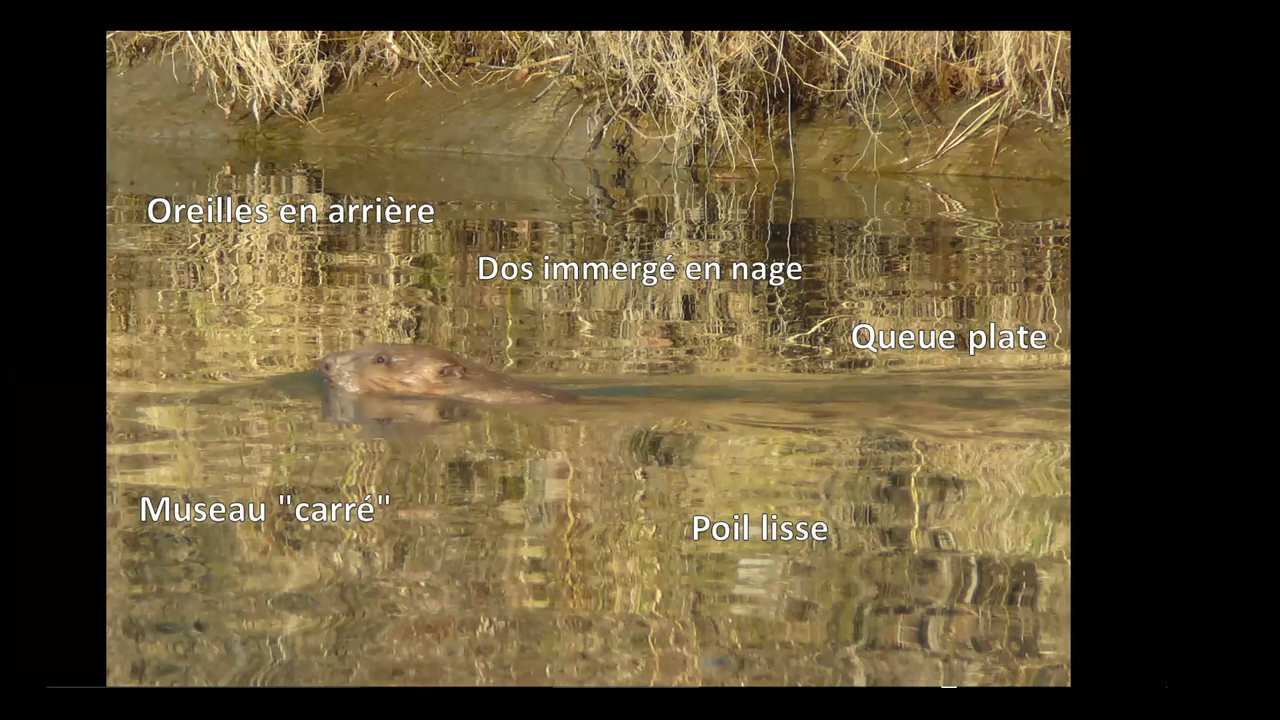 Oreilles en arrière
Dos immergé en nage
Queue plate
Museau "carré"
Poil lisse